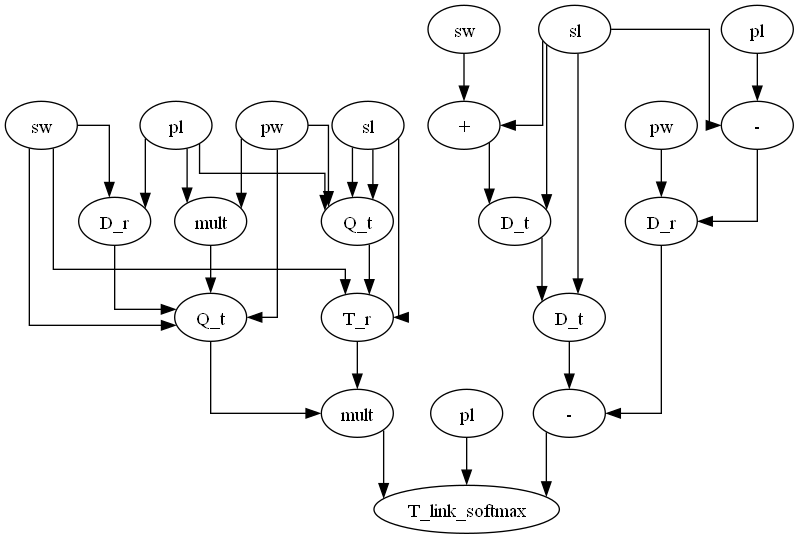 sw
sl
pl
sw
pl
pw
sl
+
pw
-
D_r
mult
Q_t
D_t
D_r
Q_t
T_r
D_t
mult
pl
-
T_link_softmax